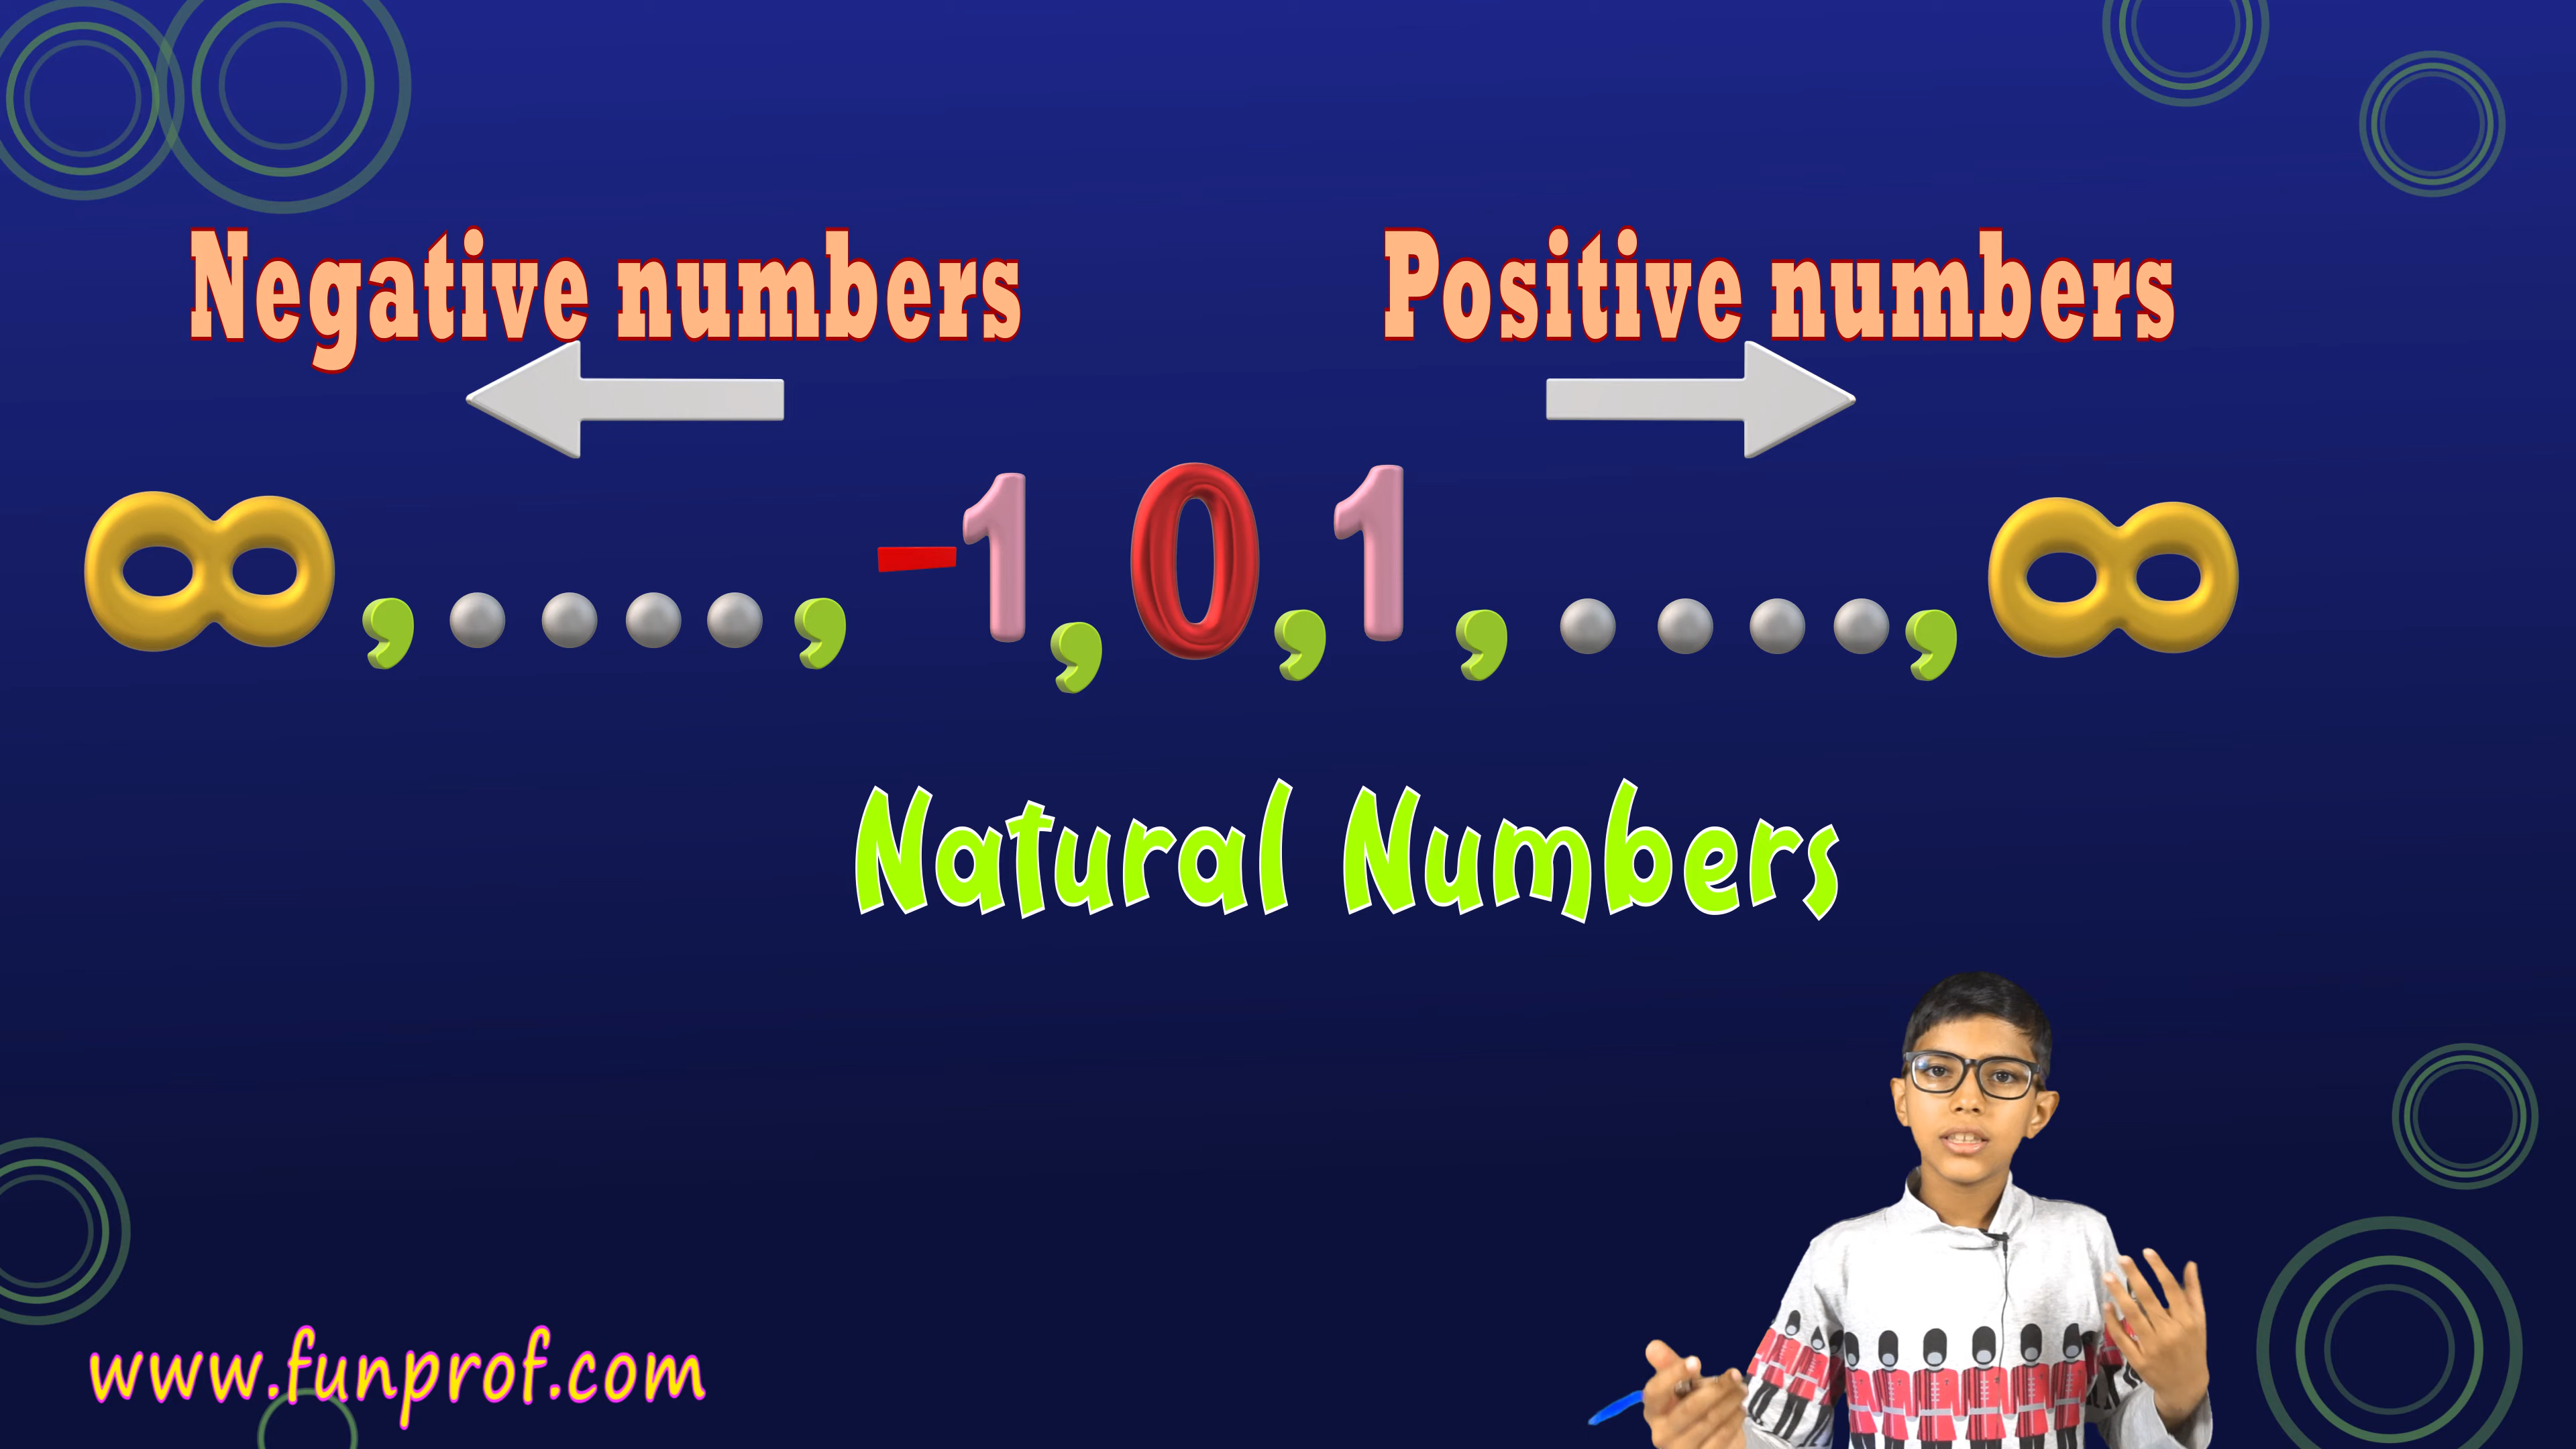 Negative numbers
Positive numbers
∞, . . . . , -1, 0, 1, . . . . , ∞
Natural Numbers
www.funprof.com